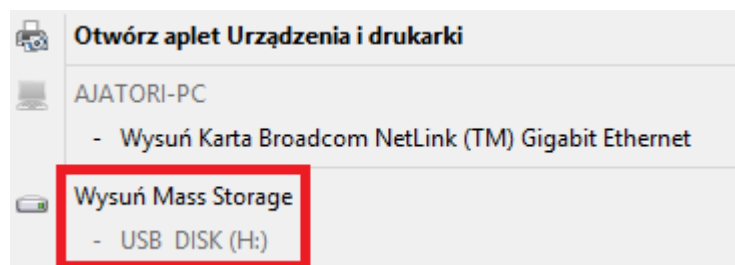 Otwórz aplet Urządzenia i drukarki
AJATORI-PC
- Wysuń Karta Broadcom NetLink (TM) Gigabit Ethernet
Wysuń Mass Storage
- USB DISK (H:)